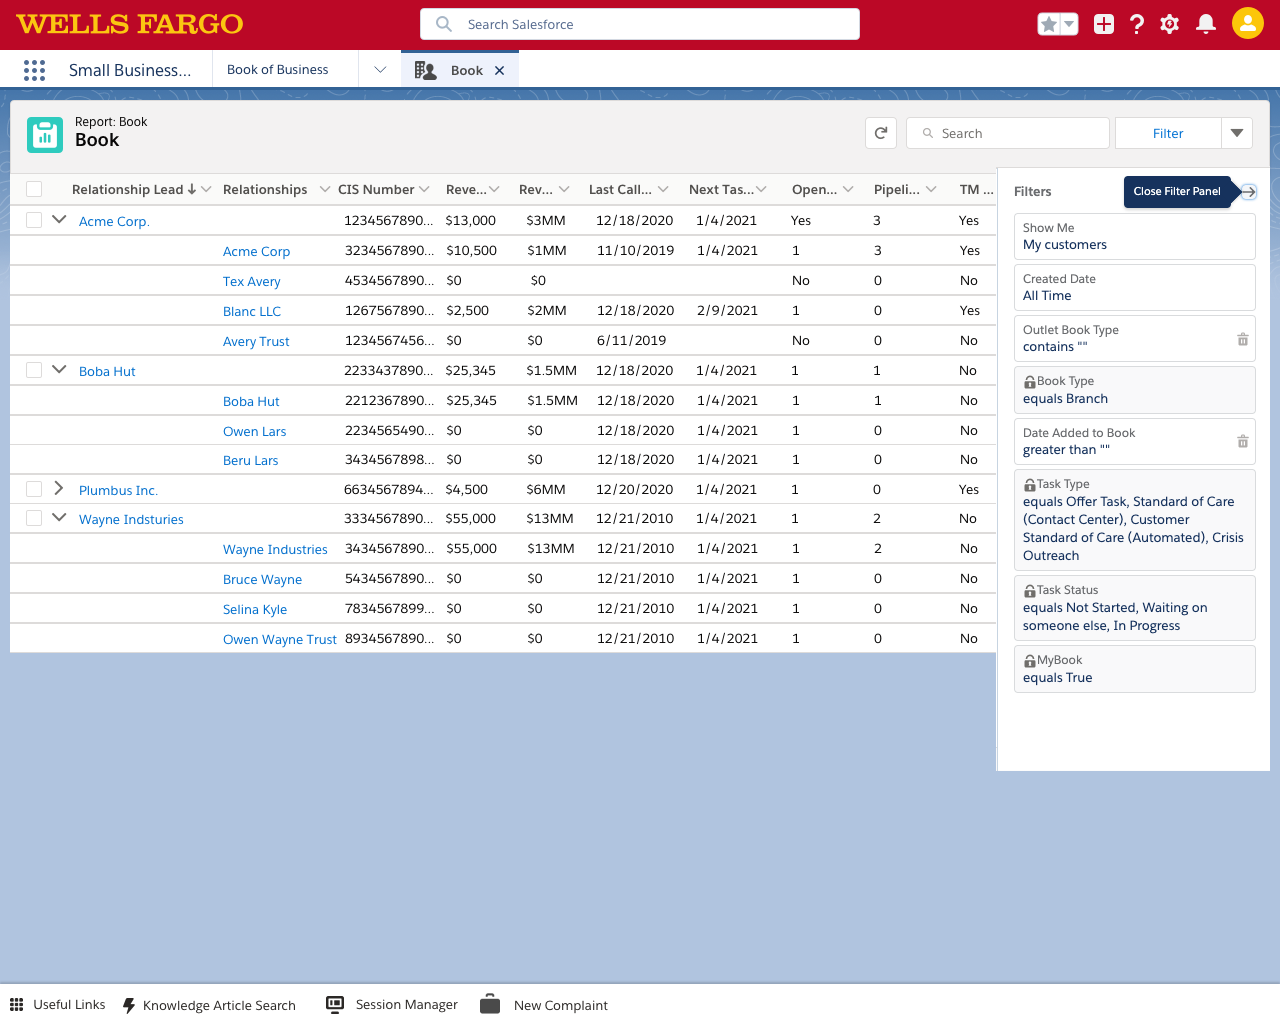 WELLS FARGO
Search Salesforce
Small Business...
Book of Business
Book
Report: Book
Book
Search
Filter
Relationship Lead Relationships CIS Number Reve... Rev... Last Call... Next Tas... Open... Pipeli... TM ...
Acme Corp. 1234567890... $13,000 $3MM 12/18/2020 1/4/2021 Yes 3 Yes
Acme Corp 3234567890... $10,500 $1MM 11/10/2019 1/4/2021 1 3 Yes
Tex Avery 4534567890... $0 $0 No 0 No
Blanc LLC 1267567890... $2,500 $2MM 12/18/2020 2/9/2021 1 0 Yes
Avery Trust 1234567456... $0 $0 6/11/2019 No 0 No
Boba Hut 2233437890... $25,345 $1.5MM 12/18/2020 1/4/2021 1 1 No
Boba Hut 2212367890... $25,345 $1.5MM 12/18/2020 1/4/2021 1 1 No
Owen Lars 2234565490... $0 $0 12/18/2020 1/4/2021 1 0 No
Beru Lars 3434567898... $0 $0 12/18/2020 1/4/2021 1 0 No
Plumbus Inc. 6634567894... $4,500 $6MM 12/20/2020 1/4/2021 1 0 Yes
Wayne Indsturies 3334567890... $55,000 $13MM 12/21/2010 1/4/2021 1 2 No
Wayne Industries 3434567890... $55,000 $13MM 12/21/2010 1/4/2021 1 2 No
Bruce Wayne 5434567890... $0 $0 12/21/2010 1/4/2021 1 0 No
Selina Kyle 7834567899... $0 $0 12/21/2010 1/4/2021 1 0 No
Owen Wayne Trust 8934567890... $0 $0 12/21/2010 1/4/2021 1 0 No
Filters
Close Filter Panel
Show Me
My customers
Created Date
All Time
Outlet Book Type
contains ""
Book Type
equals Branch
Date Added to Book
greater than ""
Task Type
equals Offer Task, Standard of Care
(Contact Center), Customer
Standard of Care (Automated), Crisis
Outreach
Task Status
equals Not Started, Waiting on
someone else, In Progress
MyBook
equals True
Useful Links
Knowledge Article Search
Session Manager
New Complaint